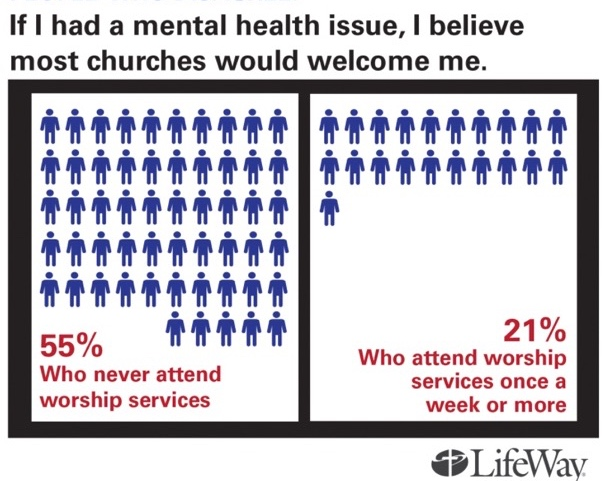 If I had a mental health issue, I believe
most churches would welcome me.
55%
Who never attend
worship services
21%
Who attend worship
services once a
week or more
LifeWay